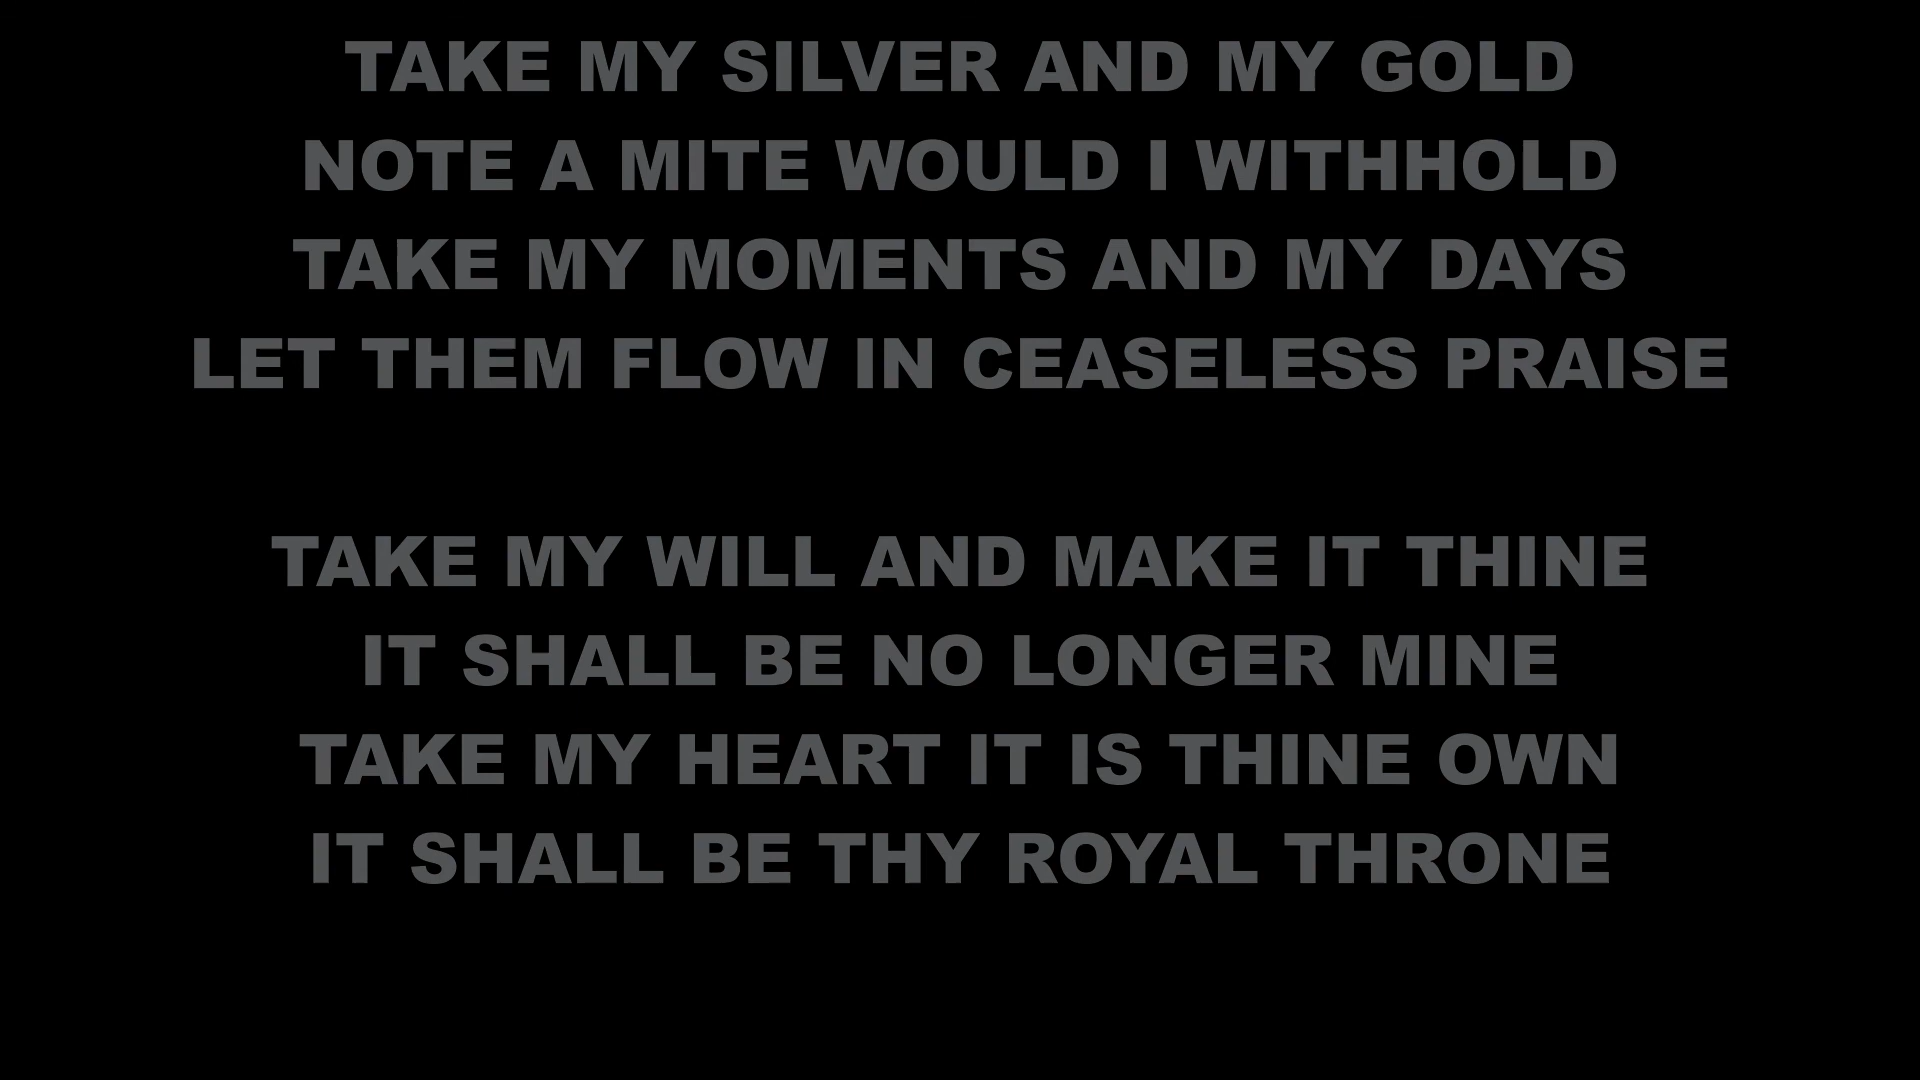 TAKE MY SILVER AND MY GOLD
NOTE A MITE WOULD I WITHHOLD
TAKE MY MOMENTS AND MY DAYS
LET THEM FLOW IN CEASELESS PRAISE
TAKE MY WILL AND MAKE IT THINE
IT SHALL BE NO LONGER MINE
TAKE MY HEART IT IS THINE OWN
IT SHALL BE THY ROYAL THRONE